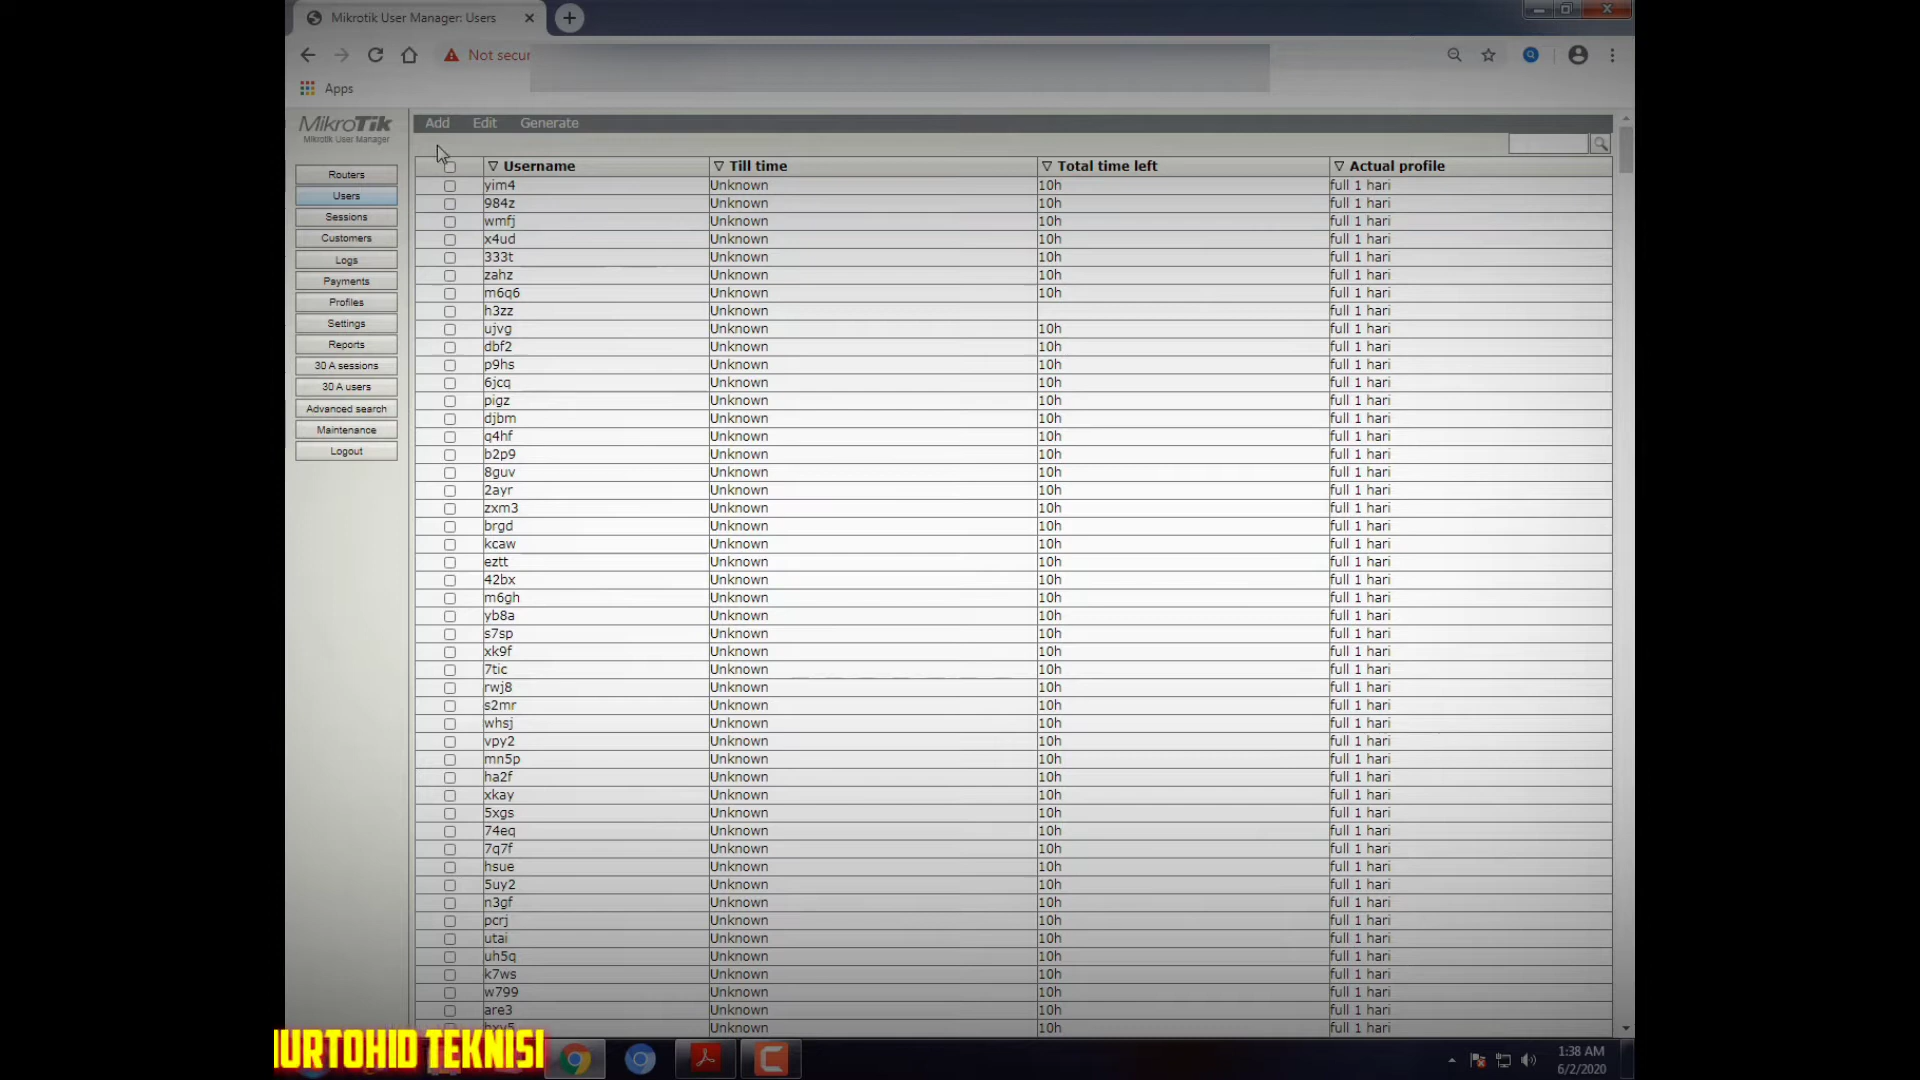 Mikrotik User Manager: Users
Not secur
Apps
MikroTik
Mikrotik User Manager
Add Edit Generate
Routers
Users
Sessions
Customers
Logs
Payments
Profiles
Settings
Reports
30 A sessions
30 A users
Advanced search
Maintenance
Logout
Username Till time Total time left Actual profile
yim4 Unknown 10h full 1 hari
984z Unknown 10h full 1 hari
wmfj Unknown 10h full 1 hari
x4ud Unknown 10h full 1 hari
333t Unknown 10h full 1 hari
zahz Unknown 10h full 1 hari
m6q6 Unknown 10h full 1 hari
h3zz Unknown full 1 hari
ujvg Unknown 10h full 1 hari
dbf2 Unknown 10h full 1 hari
p9hs Unknown 10h full 1 hari
6jcq Unknown 10h full 1 hari
pigz Unknown 10h full 1 hari
djbm Unknown 10h full 1 hari
q4hf Unknown 10h full 1 hari
b2p9 Unknown 10h full 1 hari
8guv Unknown 10h full 1 hari
2ayr Unknown 10h full 1 hari
zxm3 Unknown 10h full 1 hari
brgd Unknown 10h full 1 hari
kcaw Unknown 10h full 1 hari
eztt Unknown 10h full 1 hari
42bx Unknown 10h full 1 hari
m6gh Unknown 10h full 1 hari
yb8a Unknown 10h full 1 hari
s7sp Unknown 10h full 1 hari
xk9f Unknown 10h full 1 hari
7tic Unknown 10h full 1 hari
rwj8 Unknown 10h full 1 hari
s2mr Unknown 10h full 1 hari
whsj Unknown 10h full 1 hari
vpy2 Unknown 10h full 1 hari
mn5p Unknown 10h full 1 hari
ha2f Unknown 10h full 1 hari
xkay Unknown 10h full 1 hari
5xgs Unknown 10h full 1 hari
74eq Unknown 10h full 1 hari
7q7f Unknown 10h full 1 hari
hsue Unknown 10h full 1 hari
5uy2 Unknown 10h full 1 hari
n3gf Unknown 10h full 1 hari
pcrj Unknown 10h full 1 hari
utai Unknown 10h full 1 hari
uh5q Unknown 10h full 1 hari
k7ws Unknown 10h full 1 hari
w799 Unknown 10h full 1 hari
are3 Unknown 10h full 1 hari
Unknown 10h full 1 hari
URTOHID TEKNISI
1:38 AM
6/2/2020